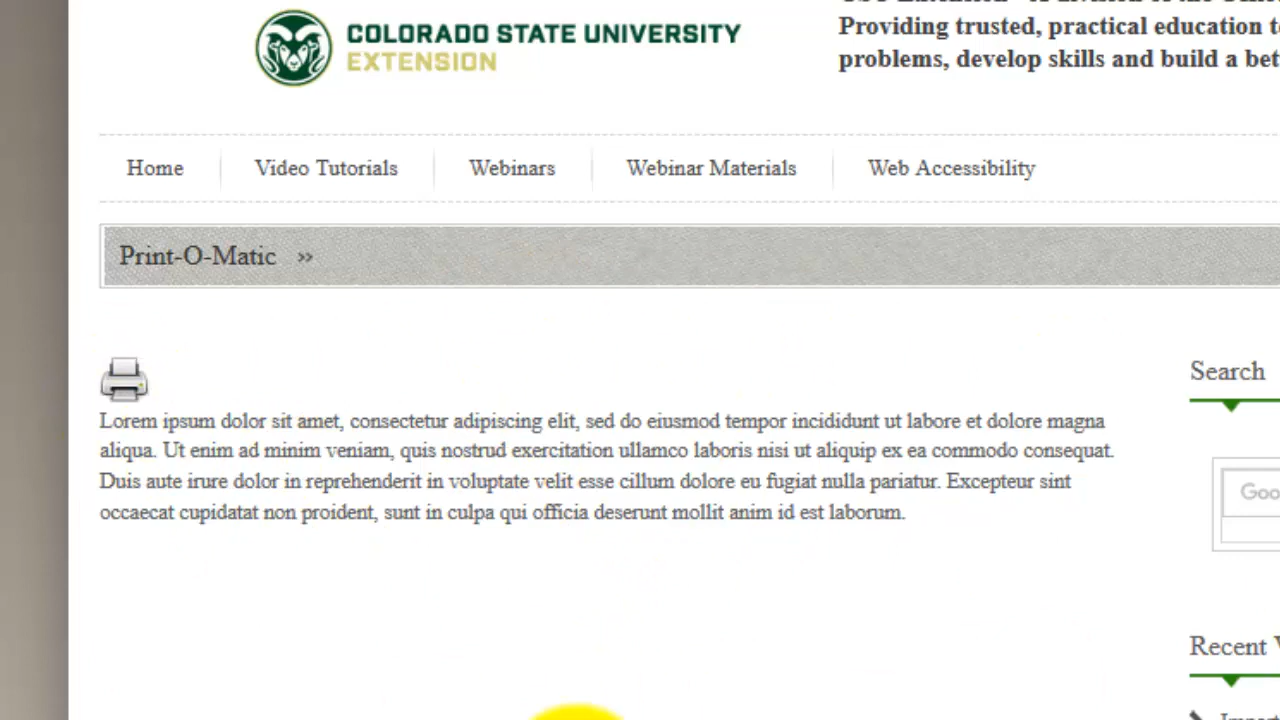 COLORADO STATE UNIVERSITY
EXTENSION
Providing trusted, practical education
problems, develop skills and build a
Home Video Tutorials Webinars Webinar Materials Web Accessibility
Print-O-Matic »
Search
Lorem ipsum dolor sit amet, consectetur adipiscing elit, sed do eiusmod tempor incididunt ut labore et dolore magna
aliqua. Ut enim ad minim veniam, quis nostrud exercitation ullamco laboris nisi ut aliquip ex ea commodo consequat.
Duis aute irure dolor in reprehenderit in voluptate velit esse cillum dolore eu fugiat nulla pariatur. Excepteur sint
occaecat cupidatat non proident, sunt in culpa qui officia deserunt mollit anim id est laborum.
Goo
Recent